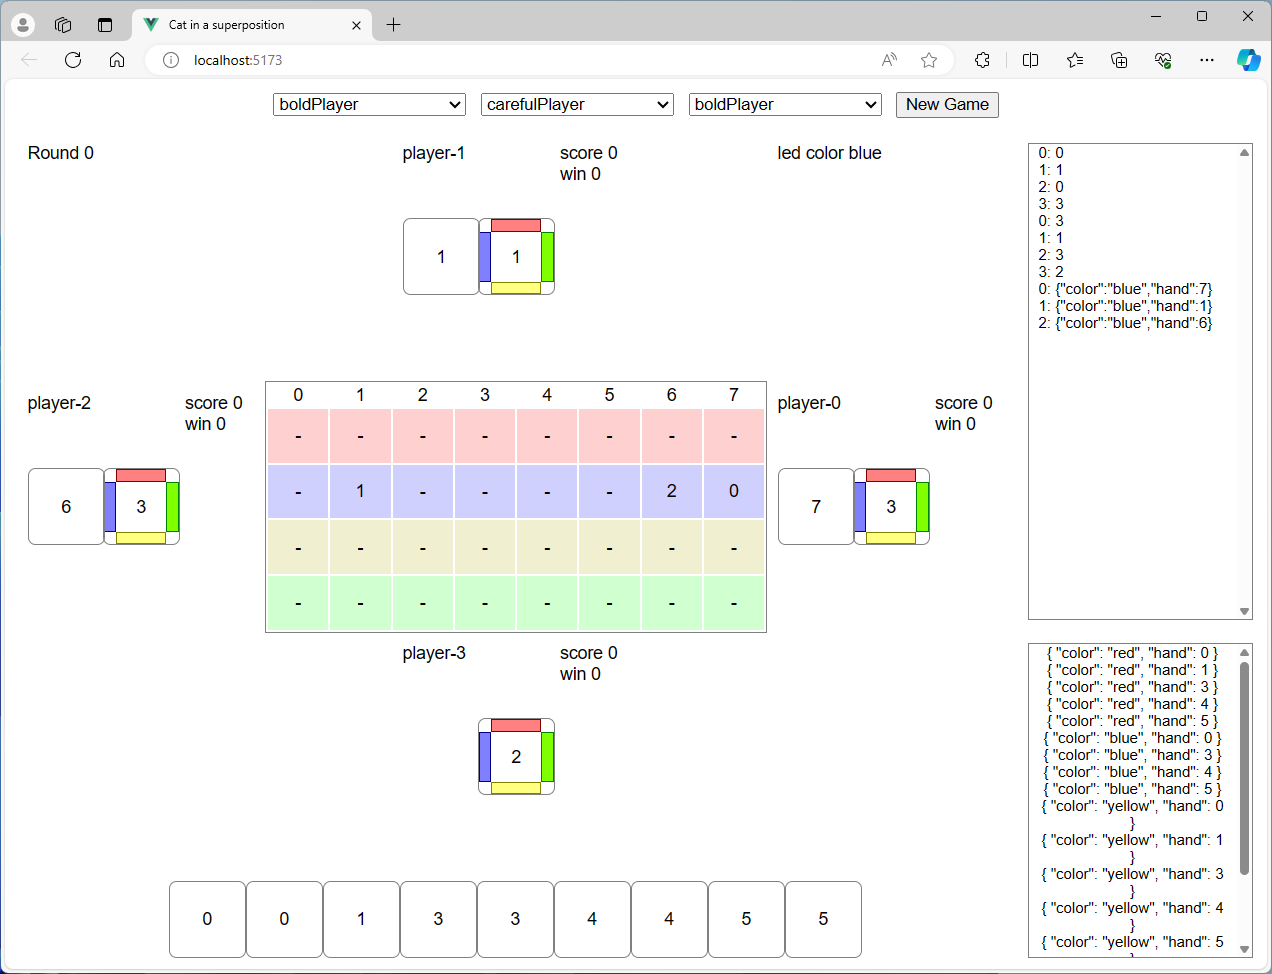 Cat in a superposition
localhost:5173
boldPlayer carefulPlayer boldPlayer New Game
Round 0
player-1 score 0
win 0
led color blue
1 1
player-2 score 0
win 0
6 3
0 1 2 3 4 5 6 7
- - - - - - - -
- 1 - - - - 2 0
- - - - - - - -
- - - - - - - -
player-0 score 0
win 0
7 3
player-3 score 0
win 0
2
0 0 1 3 3 4 4 5 5
0: 0
1: 1
2: 0
3: 3
0: 3
1: 1
2: 3
3: 2
0: {"color":"blue","hand":7}
1: {"color":"blue","hand":1}
2: {"color":"blue","hand":6}
{ "color": "red", "hand": 0 }
{ "color": "red", "hand": 1 }
{ "color": "red", "hand": 3 }
{ "color": "red", "hand": 4 }
{ "color": "red", "hand": 5 }
{ "color": "blue", "hand": 0 }
{ "color": "blue", "hand": 3 }
{ "color": "blue", "hand": 4 }
{ "color": "blue", "hand": 5 }
{ "color": "yellow", "hand": 0
}
{ "color": "yellow", "hand": 1
}
{ "color": "yellow", "hand": 3
}
{ "color": "yellow", "hand": 4
}
{ "color": "yellow", "hand": 5